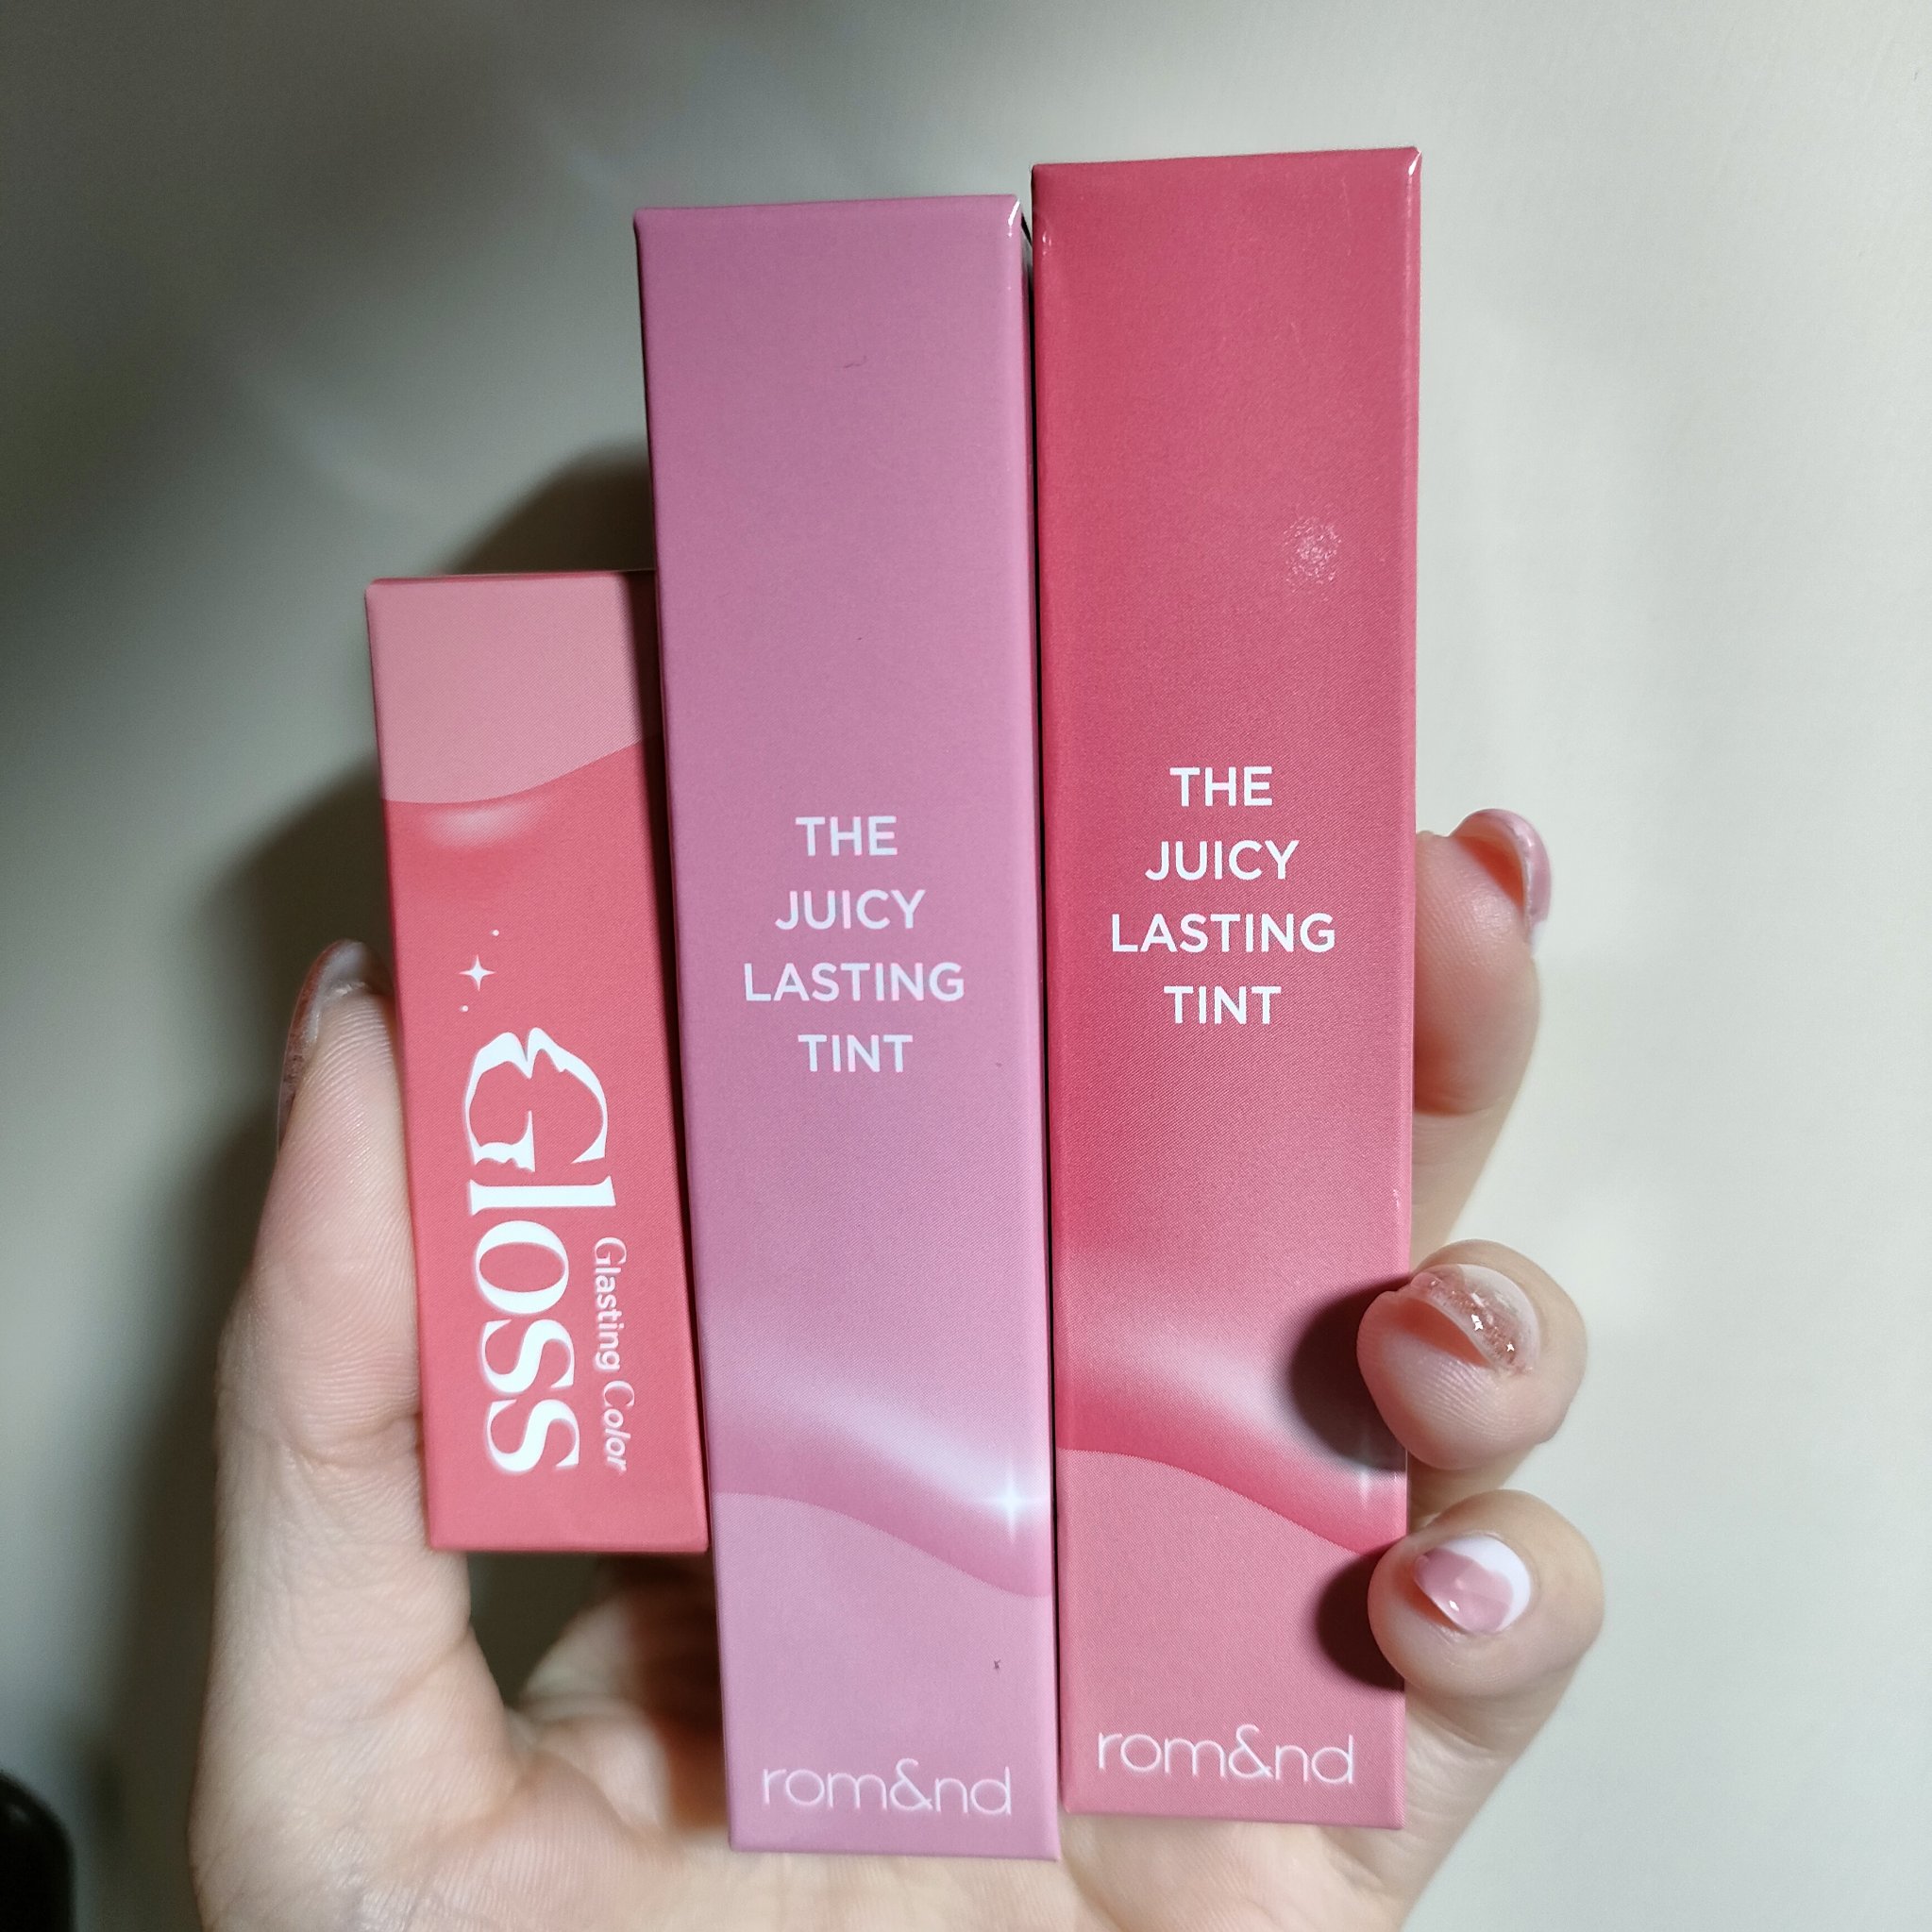 Gloss
Glasting Color
THE
JUICY
LASTING
TINT
rom&nd
THE
JUICY
LASTING
TINT
rom&nd